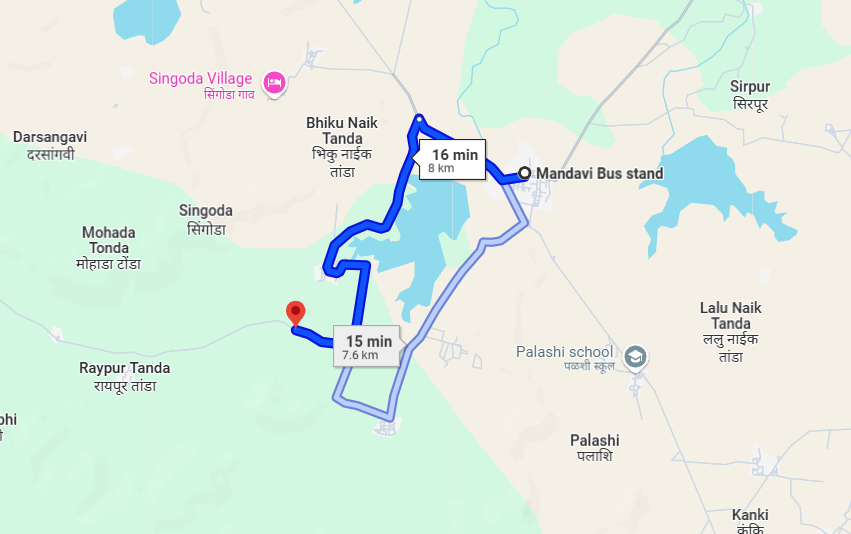 Singoda Village
सिंगोडा गाव
Sirpur
सिरपूर
Bhiku Naik
Tanda
भिकु नाईक
तांडा
Darsangavi
दरसांगवी
16 min
8 km
Mandavi Bus stand
Singoda
सिंगोडा
Mohada
Tonda
मोहाडा टोंडा
Lalu Naik
Tanda
ललु नाईक
तांडा
15 min
7.6 km
Palashi school
पळशी स्कूल
Raypur Tanda
रायपूर तांडा
Palashi
पलाशि
Kanki
कंकि